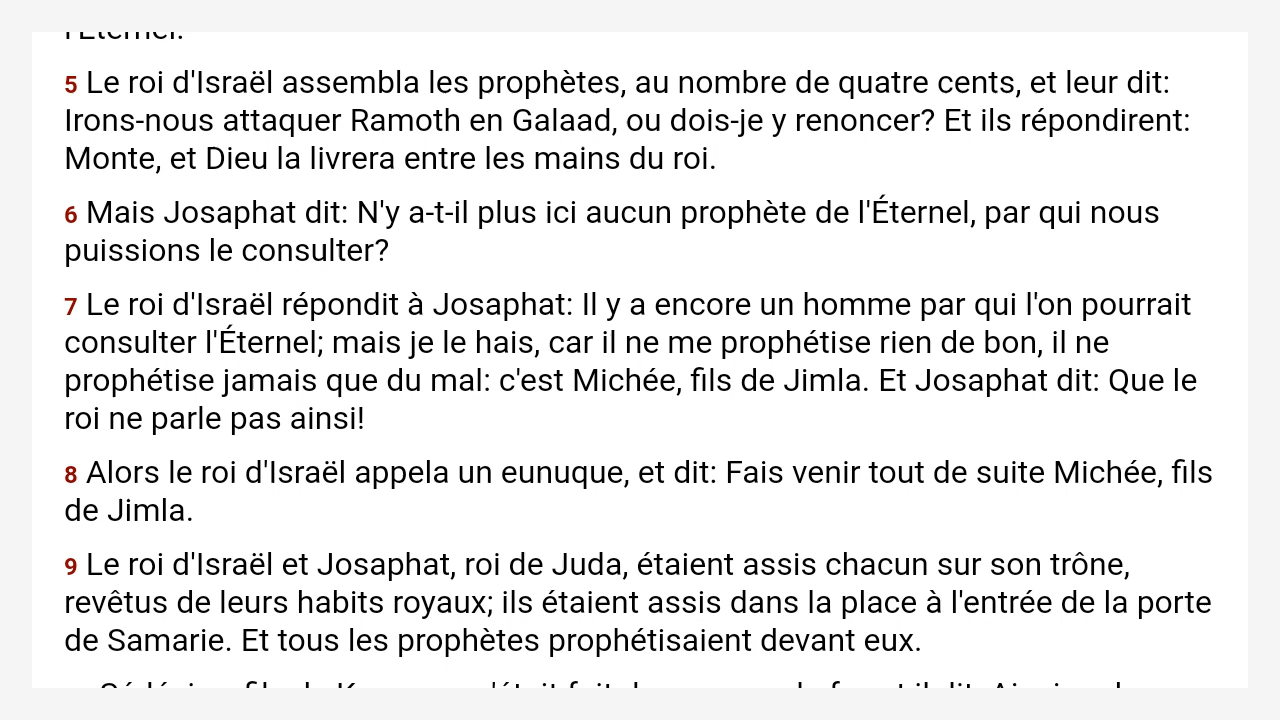 l'Éternel.
5 Le roi d'Israël assembla les prophètes, au nombre de quatre cents, et leur dit:
Irons-nous attaquer Ramoth en Galaad, ou dois-je y renoncer? Et ils répondirent:
Monte, et Dieu la livrera entre les mains du roi.
6 Mais Josaphat dit: N'y a-t-il plus ici aucun prophète de l'Éternel, par qui nous
puissions le consulter?
7 Le roi d'Israël répondit à Josaphat: Il y a encore un homme par qui l'on pourrait
consulter l'Éternel; mais je le hais, car il ne me prophétise rien de bon, il ne
prophétise jamais que du mal: c'est Michée, fils de Jimla. Et Josaphat dit: Que le
roi ne parle pas ainsi!
8 Alors le roi d'Israël appela un eunuque, et dit: Fais venir tout de suite Michée, fils
de Jimla.
9 Le roi d'Israël et Josaphat, roi de Juda, étaient assis chacun sur son trône,
revêtus de leurs habits royaux; ils étaient assis dans la place à l'entrée de la porte
de Samarie. Et tous les prophètes prophétisaient devant eux.